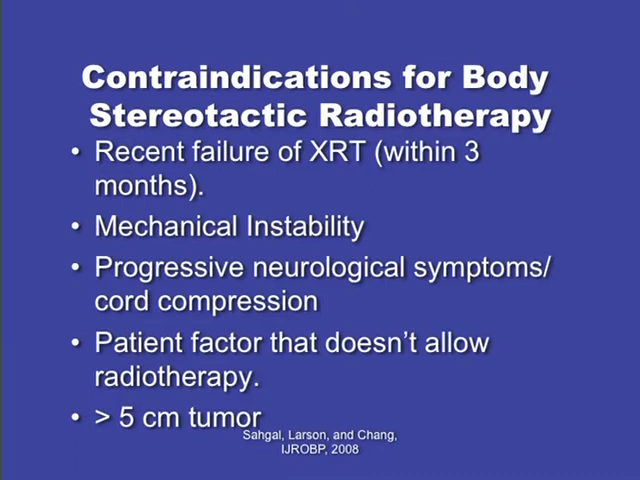 Contraindications for Body
Stereotactic Radiotherapy
• Recent failure of XRT (within 3
months).
• Mechanical Instability
• Progressive neurological symptoms/
cord compression
• Patient factor that doesn’t allow
radiotherapy.
• > 5 cm tumor
Sahgal, Larson, and Chang,
IJROBP, 2008